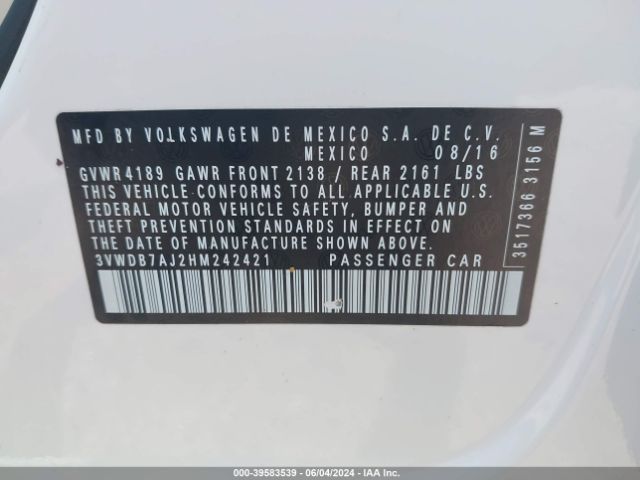 MFD BY VOLKSWAGEN DE MEXICO S.A. DE C.V.
MEXICO 08/16
GVWR4189 GAWR FRONT 2138 / REAR 2161 LBS
THIS VEHICLE CONFORMS TO ALL APPLICABLE U.S.
FEDERAL MOTOR VEHICLE SAFETY, BUMPER AND
THEFT PREVENTION STANDARDS IN EFFECT ON
THE DATE OF MANUFACTURE SHOWN ABOVE.
3VWDB7AJ2HM242421 PASSENGER CAR
3517366 3156 M
000-39583539 - 06/04/2024 - IAA Inc.